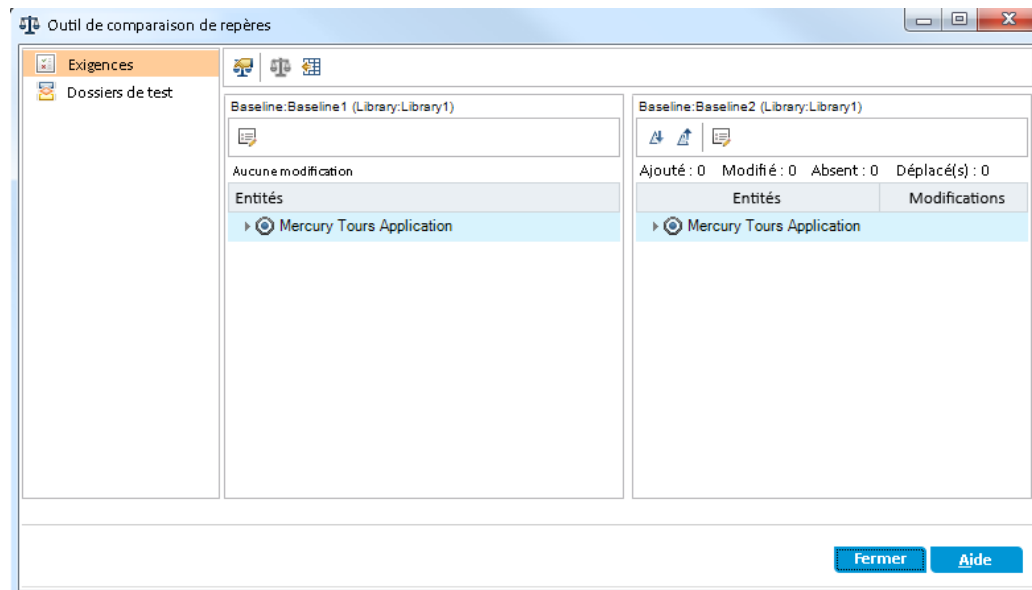 Outil de comparaison de repères
Exigences
Dossiers de test
Baseline:Baseline1 (Library:Library1)
Aucune modification
Entités
Mercury Tours Application
Baseline:Baseline2 (Library:Library1)
Ajouté : 0 Modifié : 0 Absent : 0 Déplacé(s) : 0
Entités Modifications
Mercury Tours Application
Fermer Aide